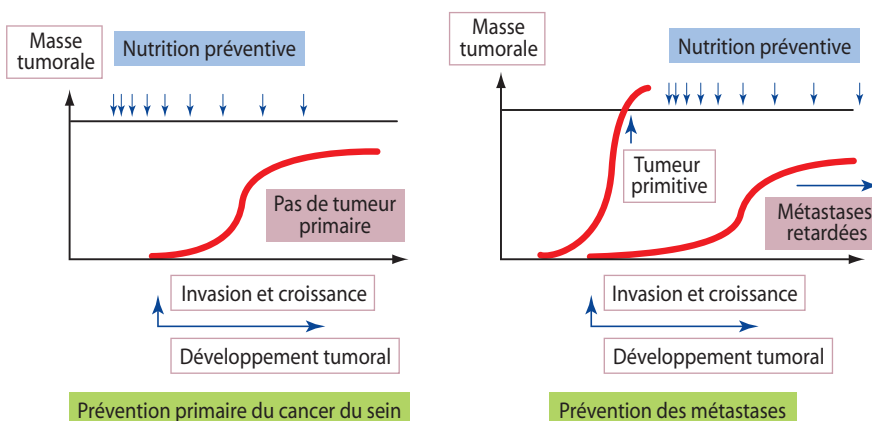 Masse
tumorale
Nutrition préventive
Pas de tumeur
primaire
Invasion et croissance
Développement tumoral
Prévention primaire du cancer du sein
Masse
tumorale
Nutrition préventive
Tumeur
primitive
Métastases
retardées
Invasion et croissance
Développement tumoral
Prévention des métastases